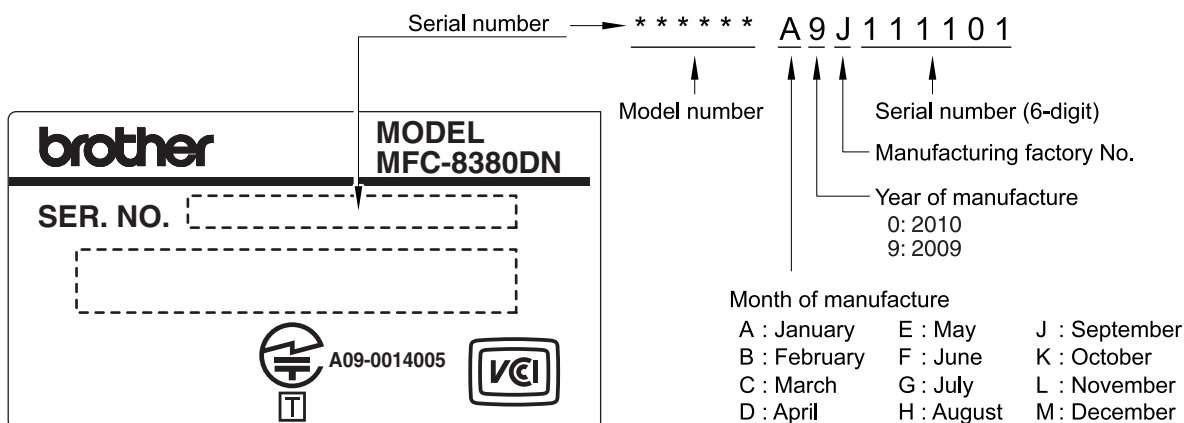 Serial number
* * * * * * A 9 J 1 1 1 1 0 1
Model number
Serial number (6-digit)
Manufacturing factory No.
Year of manufacture
0: 2010
9: 2009
brother
MODEL
MFC-8380DN
SER. NO.
A09-0014005
T
VCI
Month of manufacture
A : January E : May J : September
B : February F : June K : October
C : March G : July L : November
D : April H : August M : December